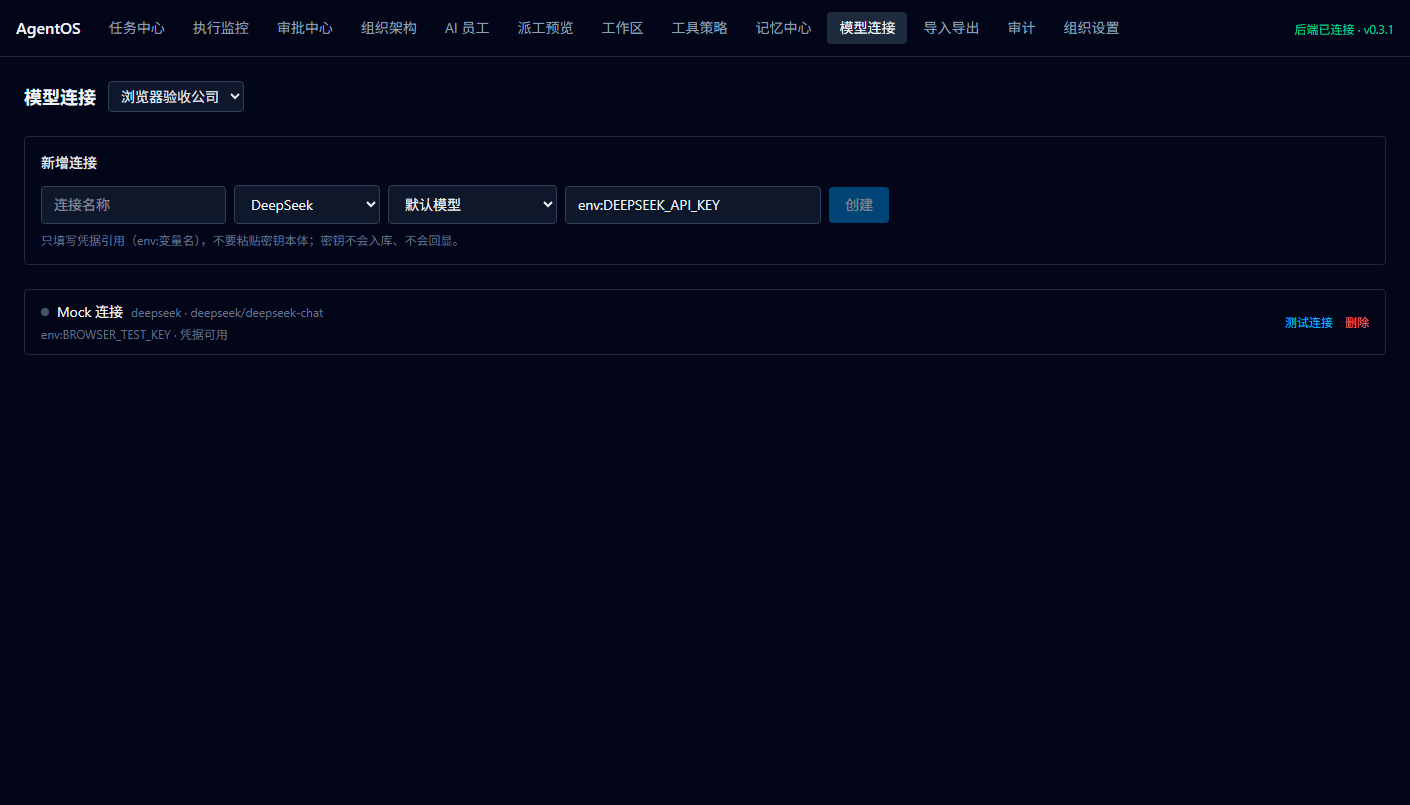 AgentOS 任务中心 执行监控 审批中心 组织架构 AI 员工 派工预览 工作区 工具策略 记忆中心 模型连接 导入导出 审计 组织设置 后端已连接 · v0.3.1
模型连接 浏览器验收公司
新增连接
连接名称 DeepSeek 默认模型 env:DEEPSEEK_API_KEY 创建
只填写凭据引用（env:变量名），不要粘贴密钥本体；密钥不会入库、不会回显。
Mock 连接 deepseek · deepseek/deepseek-chat
env:BROWSER_TEST_KEY · 凭据可用
测试连接 删除